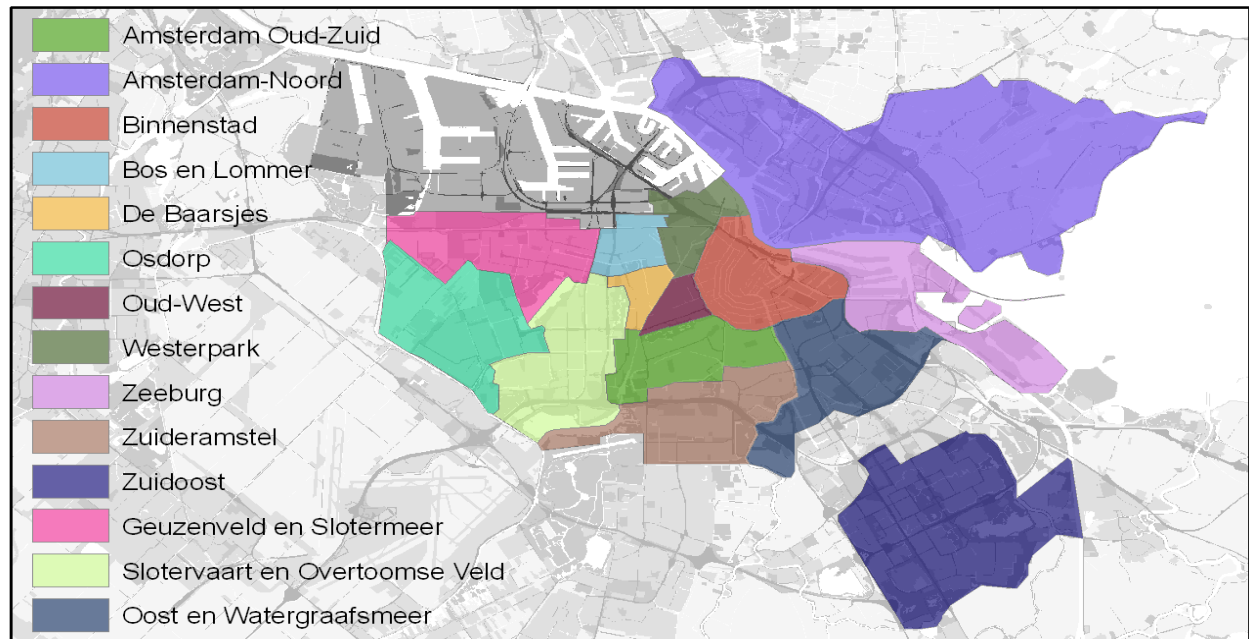 Amsterdam Oud-Zuid
Amsterdam-Noord
Binnenstad
Bos en Lommer
De Baarsjes
Osdorp
Oud-West
Westerpark
Zeeburg
Zuideramstel
Zuidoost
Geuzenveld en Slotermeer
Slotervaart en Overtoomse Veld
Oost en Watergraafsmeer